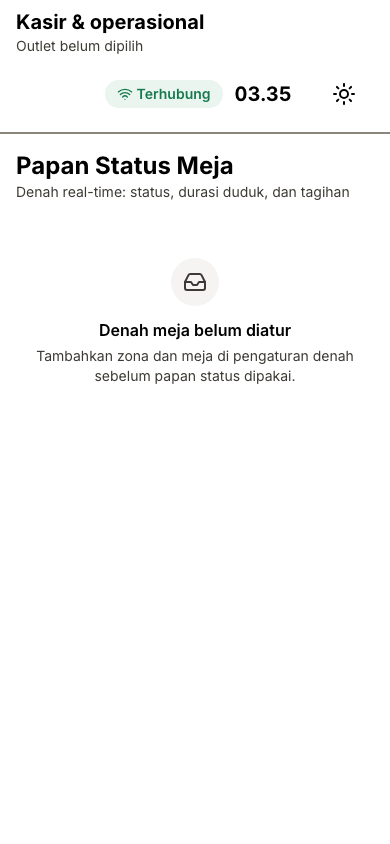 Kasir & operasional
Outlet belum dipilih
Terhubung 03.35
Papan Status Meja
Denah real-time: status, durasi duduk, dan tagihan
Denah meja belum diatur
Tambahkan zona dan meja di pengaturan denah
sebelum papan status dipakai.